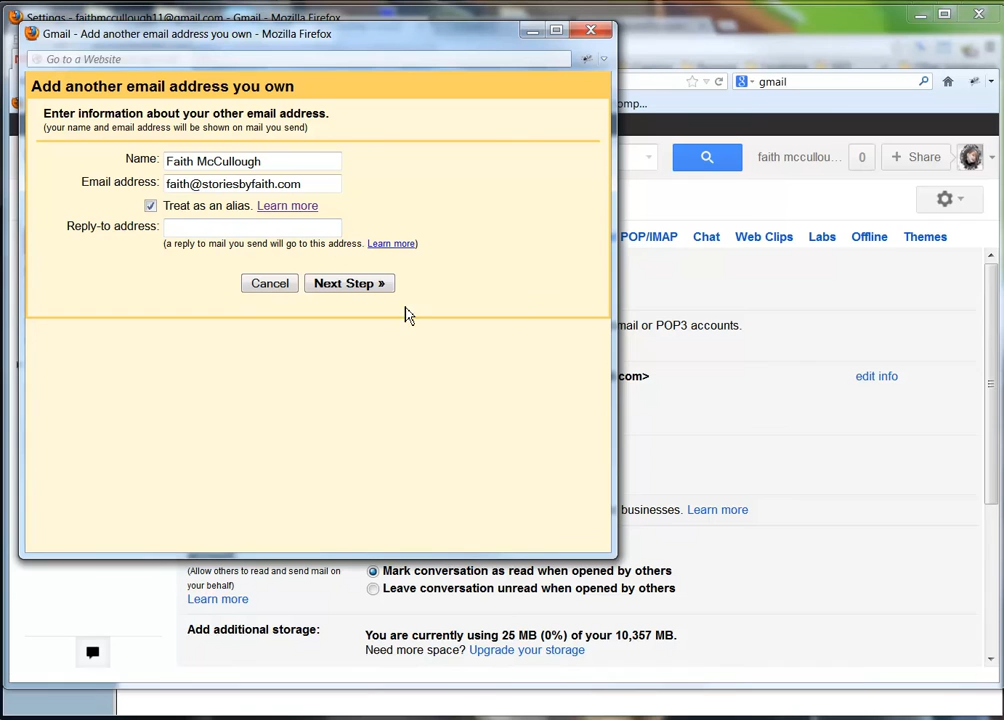 Settings - faithmccullough11@gmail.com - Gmail - Mozilla Firefox
Gmail - Add another email address you own - Mozilla Firefox
Go to a Website
gmail
omp...
Add another email address you own
Enter information about your other email address.
(your name and email address will be shown on mail you send)
Name: Faith McCullough
Email address: faith@storiesbyfaith.com
Treat as an alias. Learn more
Reply-to address:
(a reply to mail you send will go to this address. Learn more)
Cancel
Next Step »
faith mccullou...
0
+ Share
POP/IMAP
Chat
Web Clips
Labs
Offline
Themes
mail or POP3 accounts.
com>
edit info
businesses. Learn more
(Allow others to read and send mail on
your behalf)
Learn more
Mark conversation as read when opened by others
Leave conversation unread when opened by others
Add additional storage:
You are currently using 25 MB (0%) of your 10,357 MB.
Need more space? Upgrade your storage